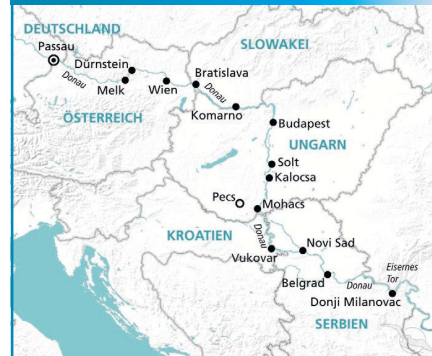 DEUTSCHLAND
Passau
Donau
Dürnstein
Melk
Wien
ÖSTERREICH
SLOWAKEI
Bratislava
Donau
Komarno
Budapest
UNGARN
Solt
Kalocsa
Pecs
Mohacs
KROATIEN
Donau
Vukovar
Novi Sad
Belgrad
Eisernes
Tor
Donau
Donji Milanovac
SERBIEN